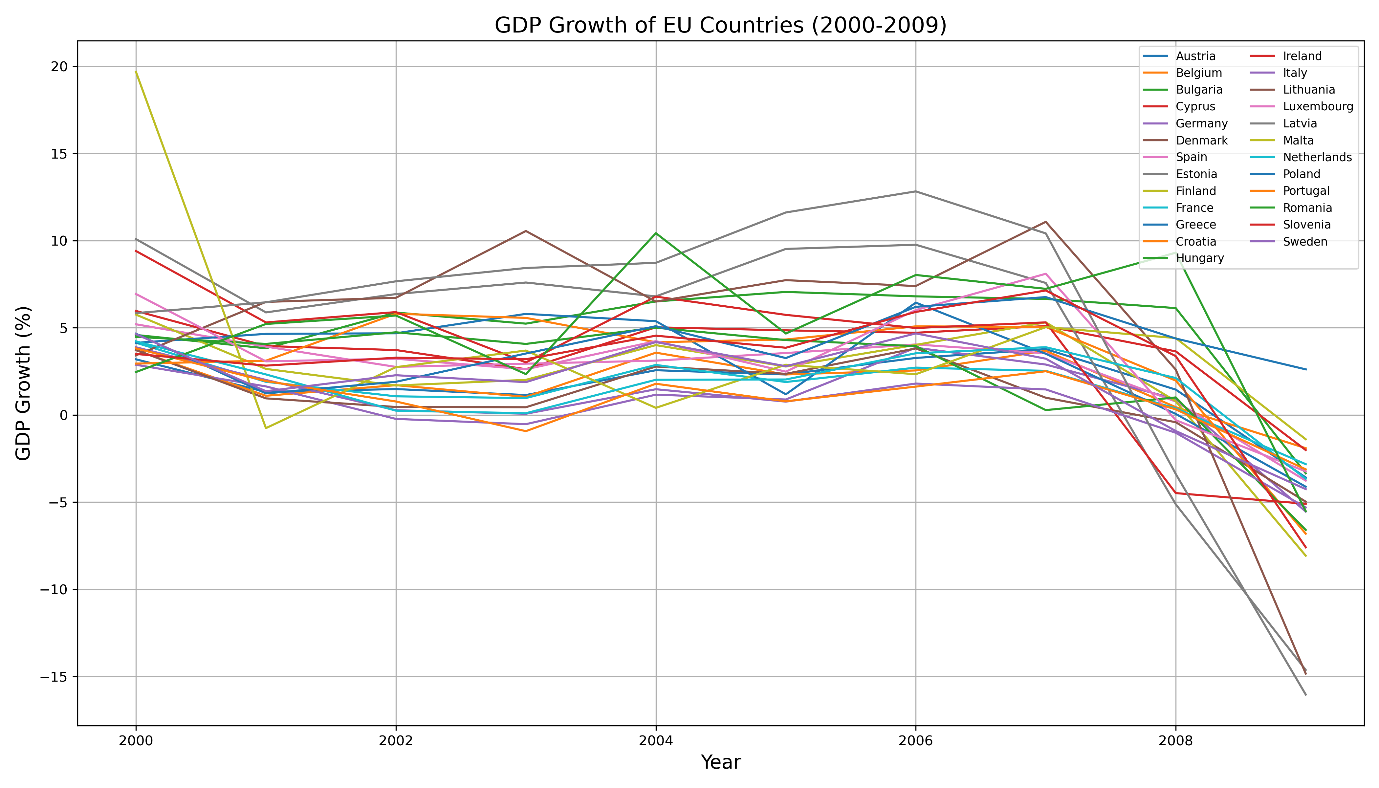 GDP Growth of EU Countries (2000-2009)
20
15
10
5
0
−5
−10
−15
GDP Growth (%)
2000
2002
2004
2006
2008
Year
Austria
Belgium
Bulgaria
Cyprus
Germany
Denmark
Spain
Estonia
Finland
France
Greece
Croatia
Hungary
Ireland
Italy
Lithuania
Luxembourg
Latvia
Malta
Netherlands
Poland
Portugal
Romania
Slovenia
Sweden